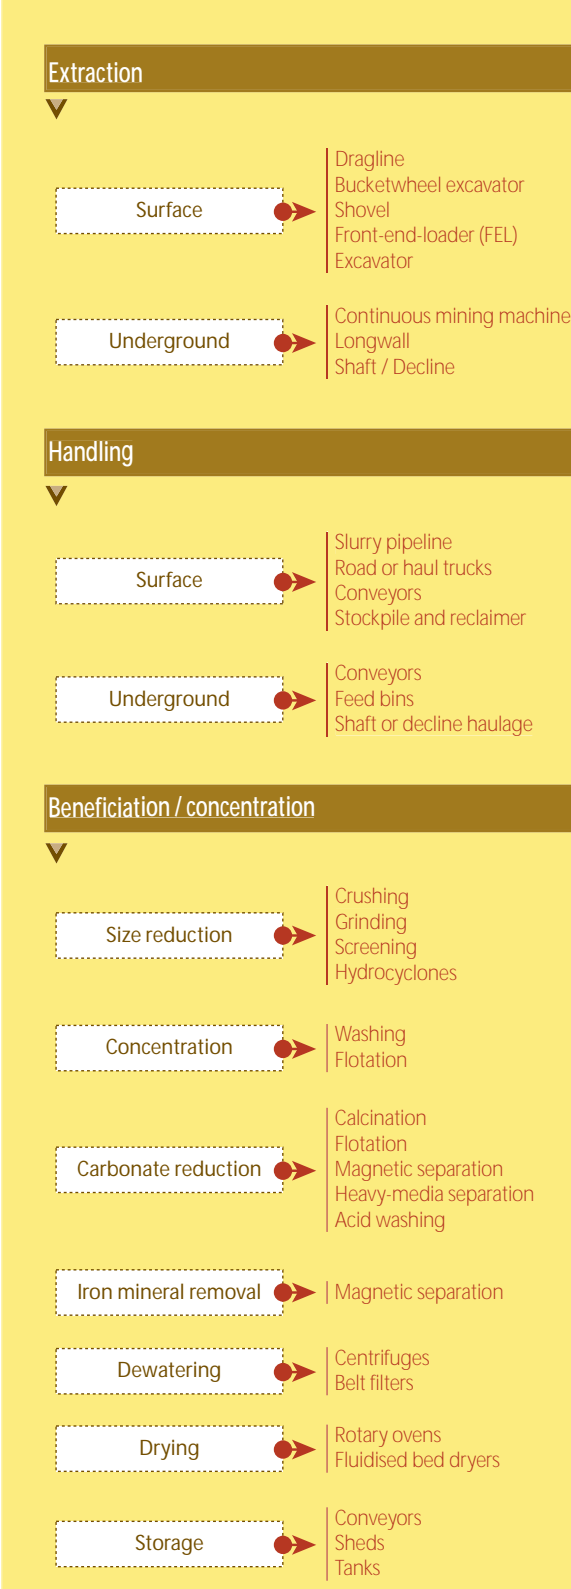 Extraction
Surface
Dragline
Bucketwheel excavator
Shovel
Front-end-loader (FEL)
Excavator
Underground
Continuous mining machine
Longwall
Shaft / Decline
Handling
Surface
Slurry pipeline
Road or haul trucks
Conveyors
Stockpile and reclaimer
Underground
Conveyors
Feed bins
Shaft or decline haulage
Beneficiation / concentration
Size reduction
Crushing
Grinding
Screening
Hydrocyclones
Concentration
Washing
Flotation
Carbonate reduction
Calcination
Flotation
Magnetic separation
Heavy-media separation
Acid washing
Iron mineral removal
Magnetic separation
Dewatering
Centrifuges
Belt filters
Drying
Rotary ovens
Fluidised bed dryers
Storage
Conveyors
Sheds
Tanks